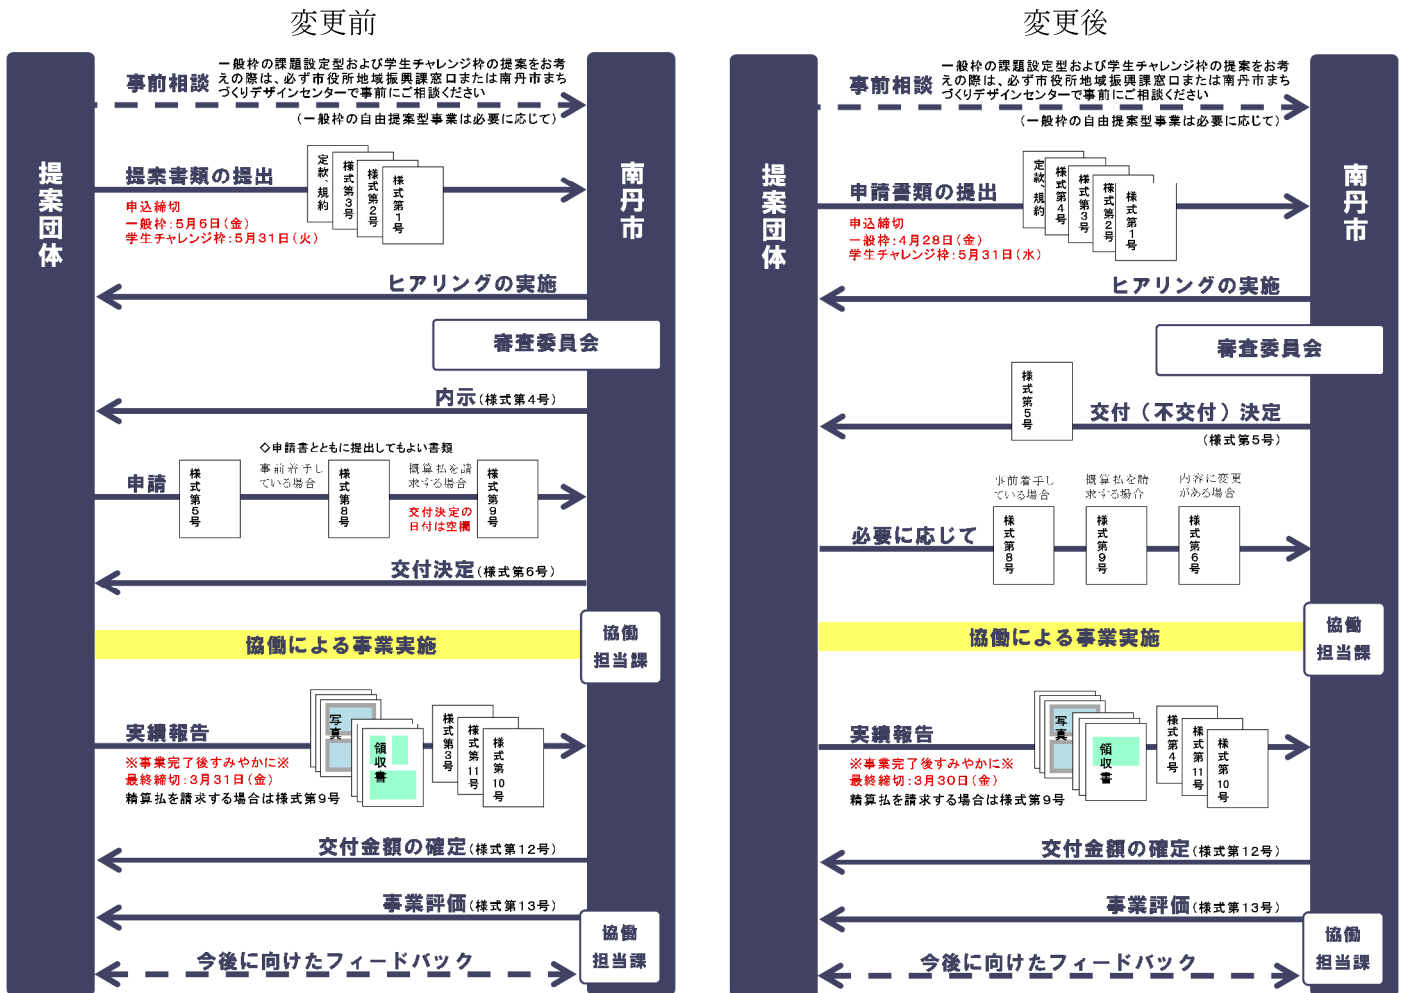 変更前
提案団体
南丹市
事前相談
一般枠の課題設定型および学生チャレンジ枠の提案をお考
えの際は、必ず市役所地域振興課窓口または南丹市まち
づくりデザインセンターで事前にご相談ください
(一般枠の自由提案型事業は必要に応じて)
提案書類の提出
定款、規約
様式第3号
様式第2号
様式第1号
申込締切
一般枠:5月6日(金)
学生チャレンジ枠:5月31日(火)
ヒアリングの実施
審査委員会
内示(様式第4号)
◇申請書とともに提出してもよい書類
申請
様式第5号
事前着手し
ている場合
様式第8号
概算払を請
求する場合
交付決定の
日付は空欄
様式第9号
交付決定(様式第6号)
協働による事業実施
協働
担当課
実績報告
写真
領収書
様式第3号
様式第11号
様式第10号
※事業完了後すみやかに※
最終締切:3月31日(金)
精算払を請求する場合は様式第9号
交付金額の確定(様式第12号)
事業評価(様式第13号)
協働
担当課
今後に向けたフィードバック
変更後
提案団体
南丹市
事前相談
一般枠の課題設定型および学生チャレンジ枠の提案をお考
えの際は、必ず市役所地域振興課窓口または南丹市まち
づくりデザインセンターで事前にご相談ください
(一般枠の自由提案型事業は必要に応じて)
申請書類の提出
定款、規約
様式第4号
様式第3号
様式第2号
様式第1号
申込締切
一般枠:4月28日(金)
学生チャレンジ枠:5月31日(水)
ヒアリングの実施
審査委員会
様式第5号
交付(不交付)決定
(様式第5号)
必要に応じて
事前着手し
ている場合
様式第8号
概算払を請
求する場合
様式第9号
内容に変更
がある場合
様式第6号
協働による事業実施
協働
担当課
実績報告
写真
領収書
様式第4号
様式第11号
様式第10号
※事業完了後すみやかに※
最終締切:3月30日(金)
精算払を請求する場合は様式第9号
交付金額の確定(様式第12号)
事業評価(様式第13号)
協働
担当課
今後に向けたフィードバック